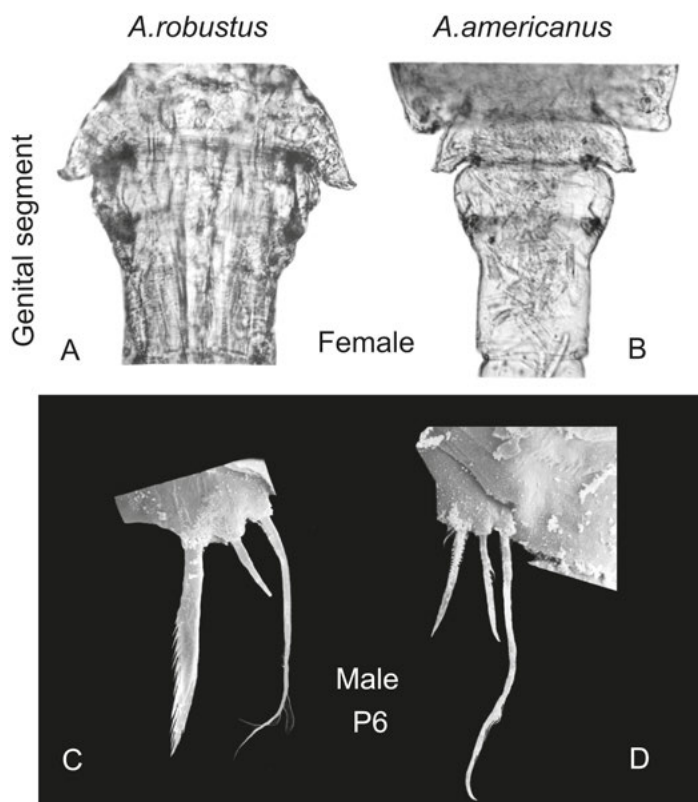 A.robustus
A.americanus
Genital segment
A
Female
B
Male
P6
C
D